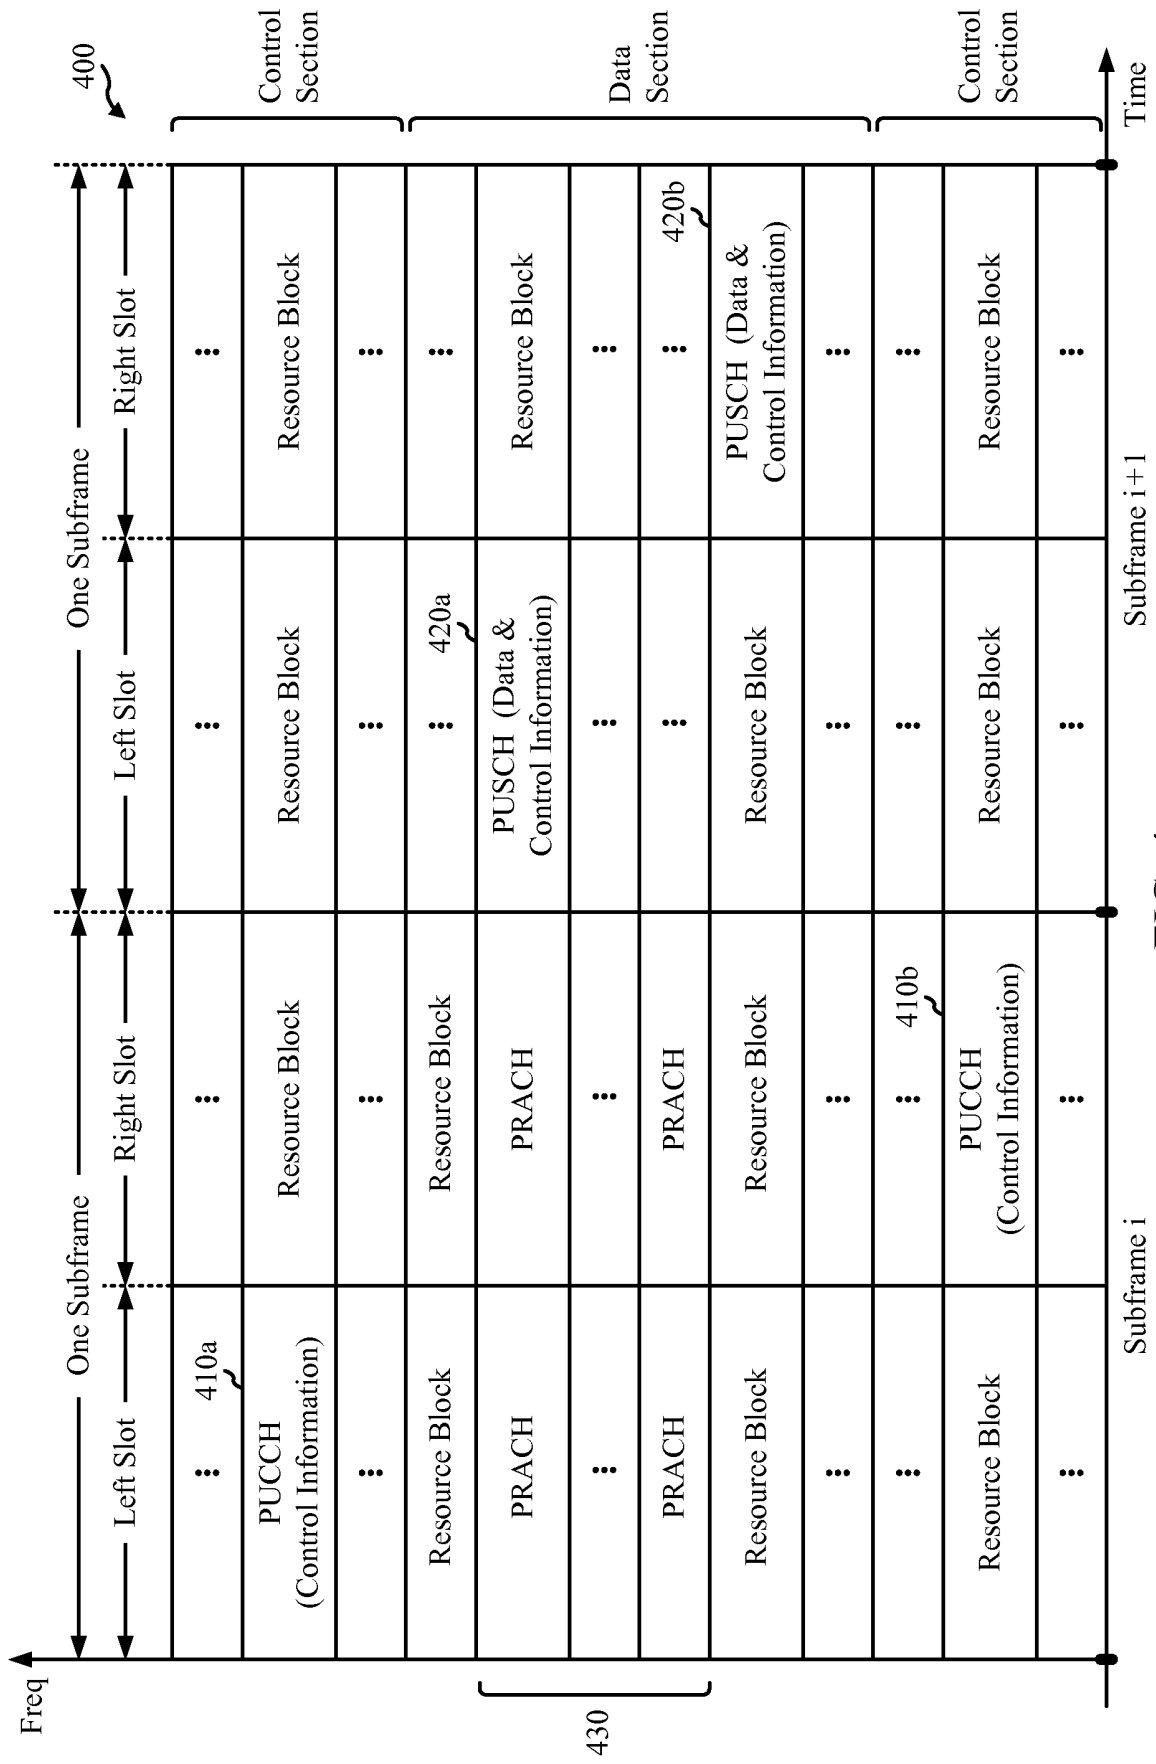 Freq
400
One Subframe
One Subframe
Left Slot
Right Slot
Left Slot
Right Slot
410a
...
...
...
...
PUCCH
(Control Information)
Resource Block
Resource Block
Resource Block
Control
Section
...
...
...
...
Resource Block
Resource Block
420a
...
...
PRACH
PRACH
PUSCH (Data &
Control Information)
Resource Block
430
...
...
...
...
Data
Section
PRACH
PRACH
...
...
420b
Resource Block
Resource Block
Resource Block
PUSCH (Data &
Control Information)
...
...
...
...
...
...
410b
...
...
Resource Block
PUCCH
(Control Information)
Resource Block
Resource Block
Control
Section
...
...
...
...
Subframe i
Subframe i+1
Time